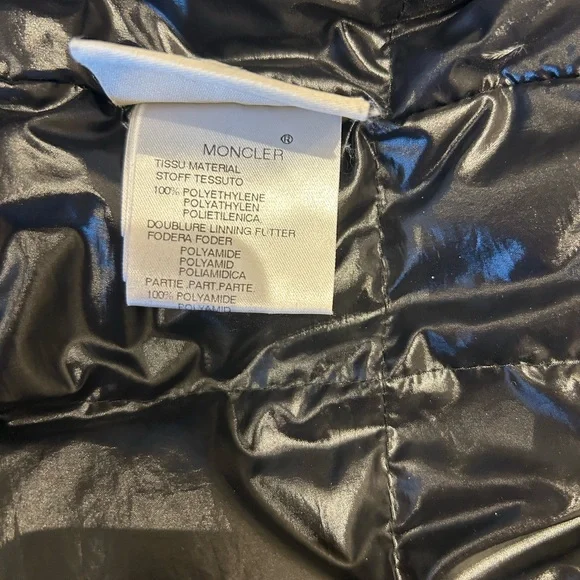 ®
MONCLER
TISSU MATERIAL
STOFF TESSUTO
100% POLYETHYLENE
POLYATHYLEN
POLIETILENICA.
DOUBLURE LINNING FUTTER
FODERA FODER
POLYAMIDE
POLYAMID
POLIAMIDICA
PARTIE .PART.PARTE.
100% POLYAMIDE
POLYAMID